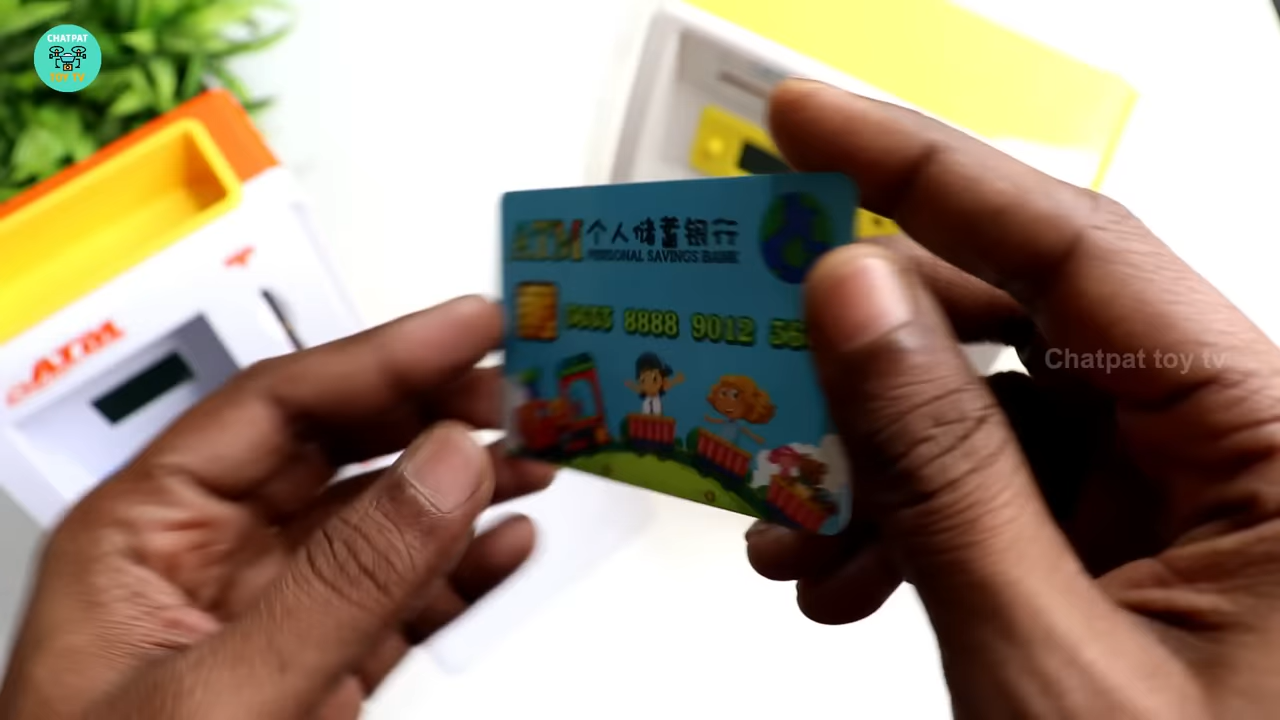 CHATPAT
TOY TV
ATM
ATM 个人储蓄银行
PERSONAL SAVINGS BANK
8888 9012
Chatpat toy tv